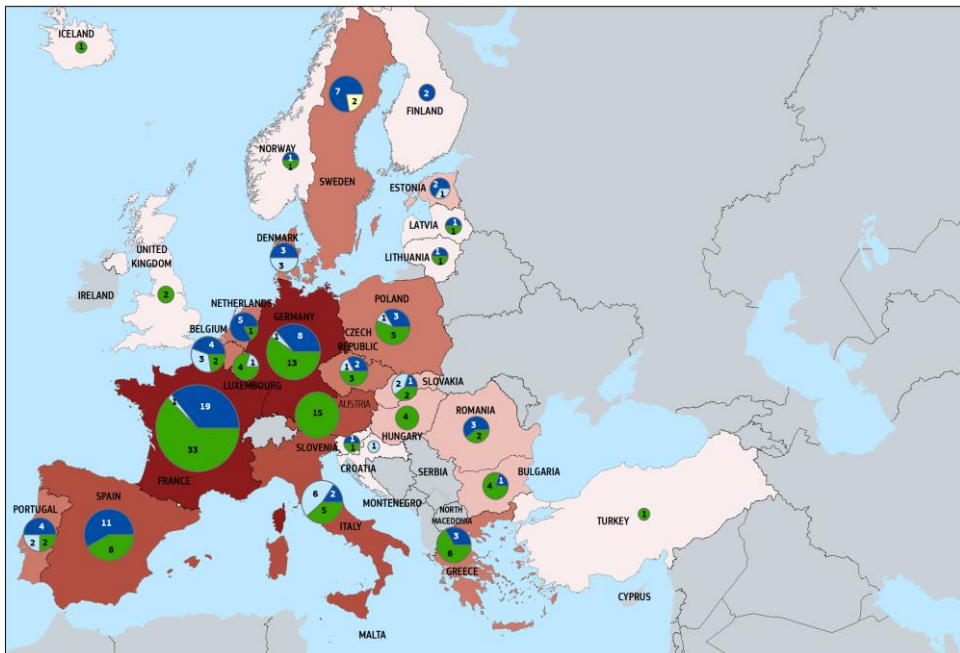 ICELAND
1
7
2
2
FINLAND
NORWAY
1
1
SWEDEN
ESTONIA
2
1
LATVIA
1
1
DENMARK
3
3
LITHUANIA
1
1
UNITED
KINGDOM
IRELAND
2
NETHERLANDS
5
1
POLAND
1
3
5
GERMANY
1
8
13
BELGIUM
4
3
2
CZECH
REPUBLIC
1
2
3
4
1
LUXEMBOURG
SLOVAKIA
2
1
2
AUSTRIA
15
1
19
33
FRANCE
4
HUNGARY
ROMANIA
3
2
SLOVENIA
1
1
1
CROATIA
SERBIA
BULGARIA
4
1
MONTENEGRO
NORTH
MACEDONIA
6
2
5
ITALY
SPAIN
11
8
PORTUGAL
4
2
2
3
6
GREECE
TURKEY
1
CYPRUS
MALTA